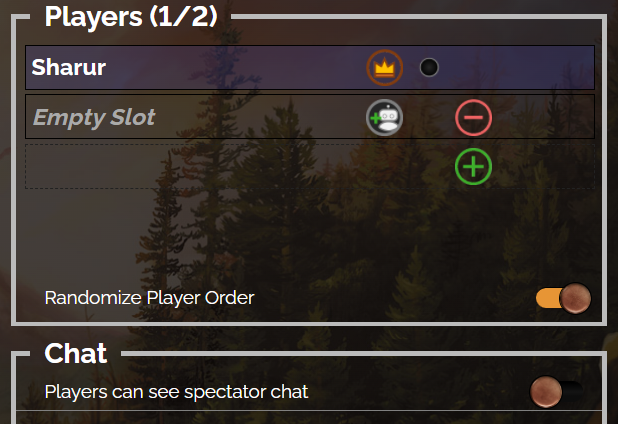 Players (1/2)
Sharur
Empty Slot
Randomize Player Order
Chat
Players can see spectator chat